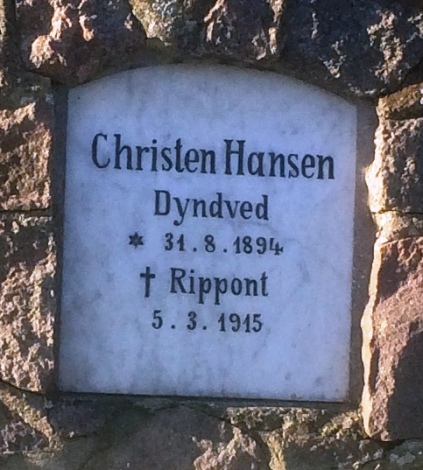 Christen Hansen
Dyndved
* 31.8.1894
† Rippont
5.3.1915